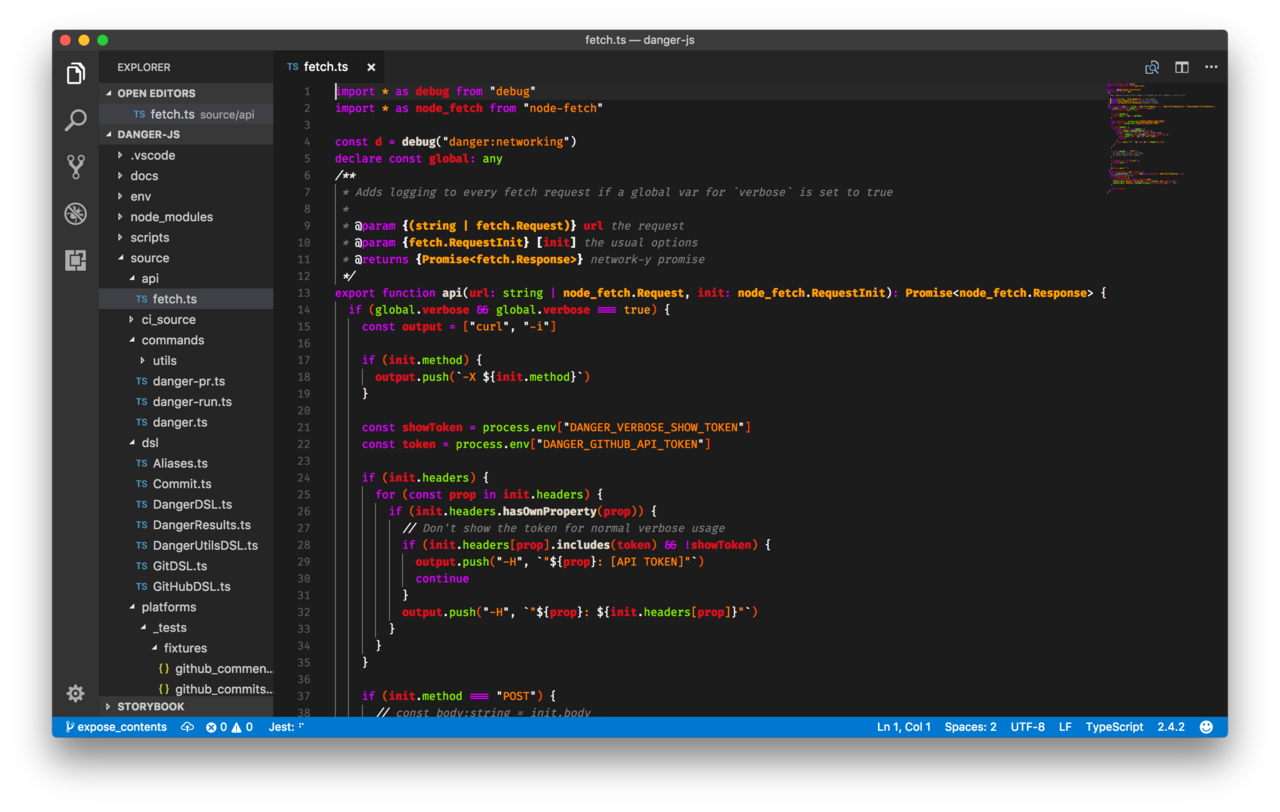 fetch.ts — danger-js
EXPLORER
OPEN EDITORS
TS fetch.ts source/api
DANGER-JS
.vscode
docs
env
node_modules
scripts
source
api
TS fetch.ts
ci_source
commands
utils
TS danger-pr.ts
TS danger-run.ts
TS danger.ts
dsl
TS Aliases.ts
TS Commit.ts
TS DangerDSL.ts
TS DangerResults.ts
TS DangerUtilsDSL.ts
TS GitDSL.ts
TS GitHubDSL.ts
platforms
_tests
fixtures
{} github_commen...
{} github_commits...
STORYBOOK
TS fetch.ts ×
1 import * as debug from "debug"
2 import * as node_fetch from "node-fetch"
3
4 const d = debug("danger:networking")
5 declare const global: any
6 /**
7 * Adds logging to every fetch request if a global var for `verbose` is set to true
8 *
9 * @param {(string | fetch.Request)} url the request
10 * @param {fetch.RequestInit} [init] the usual options
11 * @returns {Promise<fetch.Response>} network-y promise
12 */
13 export function api(url: string | node_fetch.Request, init: node_fetch.RequestInit): Promise<node_fetch.Response> {
14 if (global.verbose && global.verbose === true) {
15 const output = ["curl", "-i"]
16
17 if (init.method) {
18 output.push(`-X ${init.method}`)
19 }
20
21 const showToken = process.env["DANGER_VERBOSE_SHOW_TOKEN"]
22 const token = process.env["DANGER_GITHUB_API_TOKEN"]
23
24 if (init.headers) {
25 for (const prop in init.headers) {
26 if (init.headers.hasOwnProperty(prop)) {
27 // Don't show the token for normal verbose usage
28 if (init.headers[prop].includes(token) && !showToken) {
29 output.push("-H", `"${prop}: [API TOKEN]"`)
30 continue
31 }
32 output.push("-H", `"${prop}: ${init.headers[prop]}"`)
33 }
34 }
35 }
36
37 if (init.method === "POST") {
38 // const body:string = init.body
expose_contents 0 0 Jest:
Ln 1, Col 1 Spaces: 2 UTF-8 LF TypeScript 2.4.2